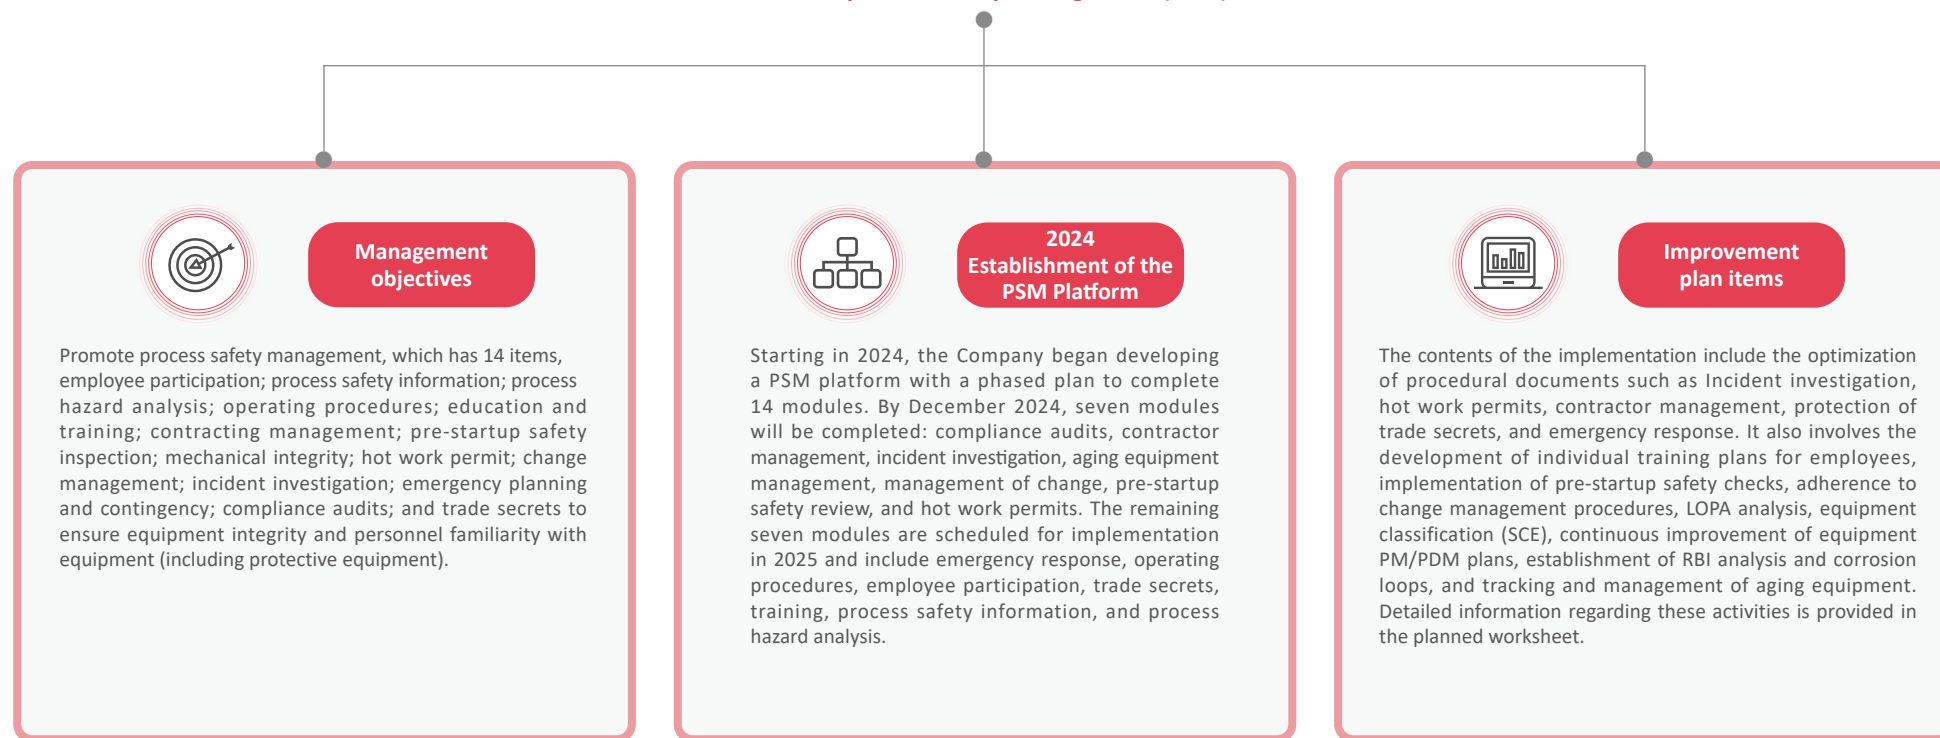 Management
objectives
Promote process safety management, which has 14 items,
employee participation; process safety information; process
hazard analysis; operating procedures; education and
training; contracting management; pre-startup safety
inspection; mechanical integrity; hot work permit; change
management; incident investigation; emergency planning
and contingency; compliance audits; and trade secrets to
ensure equipment integrity and personnel familiarity with
equipment (including protective equipment).
2024
Establishment of the
PSM Platform
Starting in 2024, the Company began developing
a PSM platform with a phased plan to complete
14 modules. By December 2024, seven modules
will be completed: compliance audits, contractor
management, incident investigation, aging equipment
management, management of change, pre-startup
safety review, and hot work permits. The remaining
seven modules are scheduled for implementation
in 2025 and include emergency response, operating
procedures, employee participation, trade secrets,
training, process safety information, and process
hazard analysis.
Improvement
plan items
The contents of the implementation include the optimization
of procedural documents such as Incident investigation,
hot work permits, contractor management, protection of
trade secrets, and emergency response. It also involves the
development of individual training plans for employees,
implementation of pre-startup safety checks, adherence to
change management procedures, LOPA analysis, equipment
classification (SCE), continuous improvement of equipment
PM/PDM plans, establishment of RBI analysis and corrosion
loops, and tracking and management of aging equipment.
Detailed information regarding these activities is provided in
the planned worksheet.